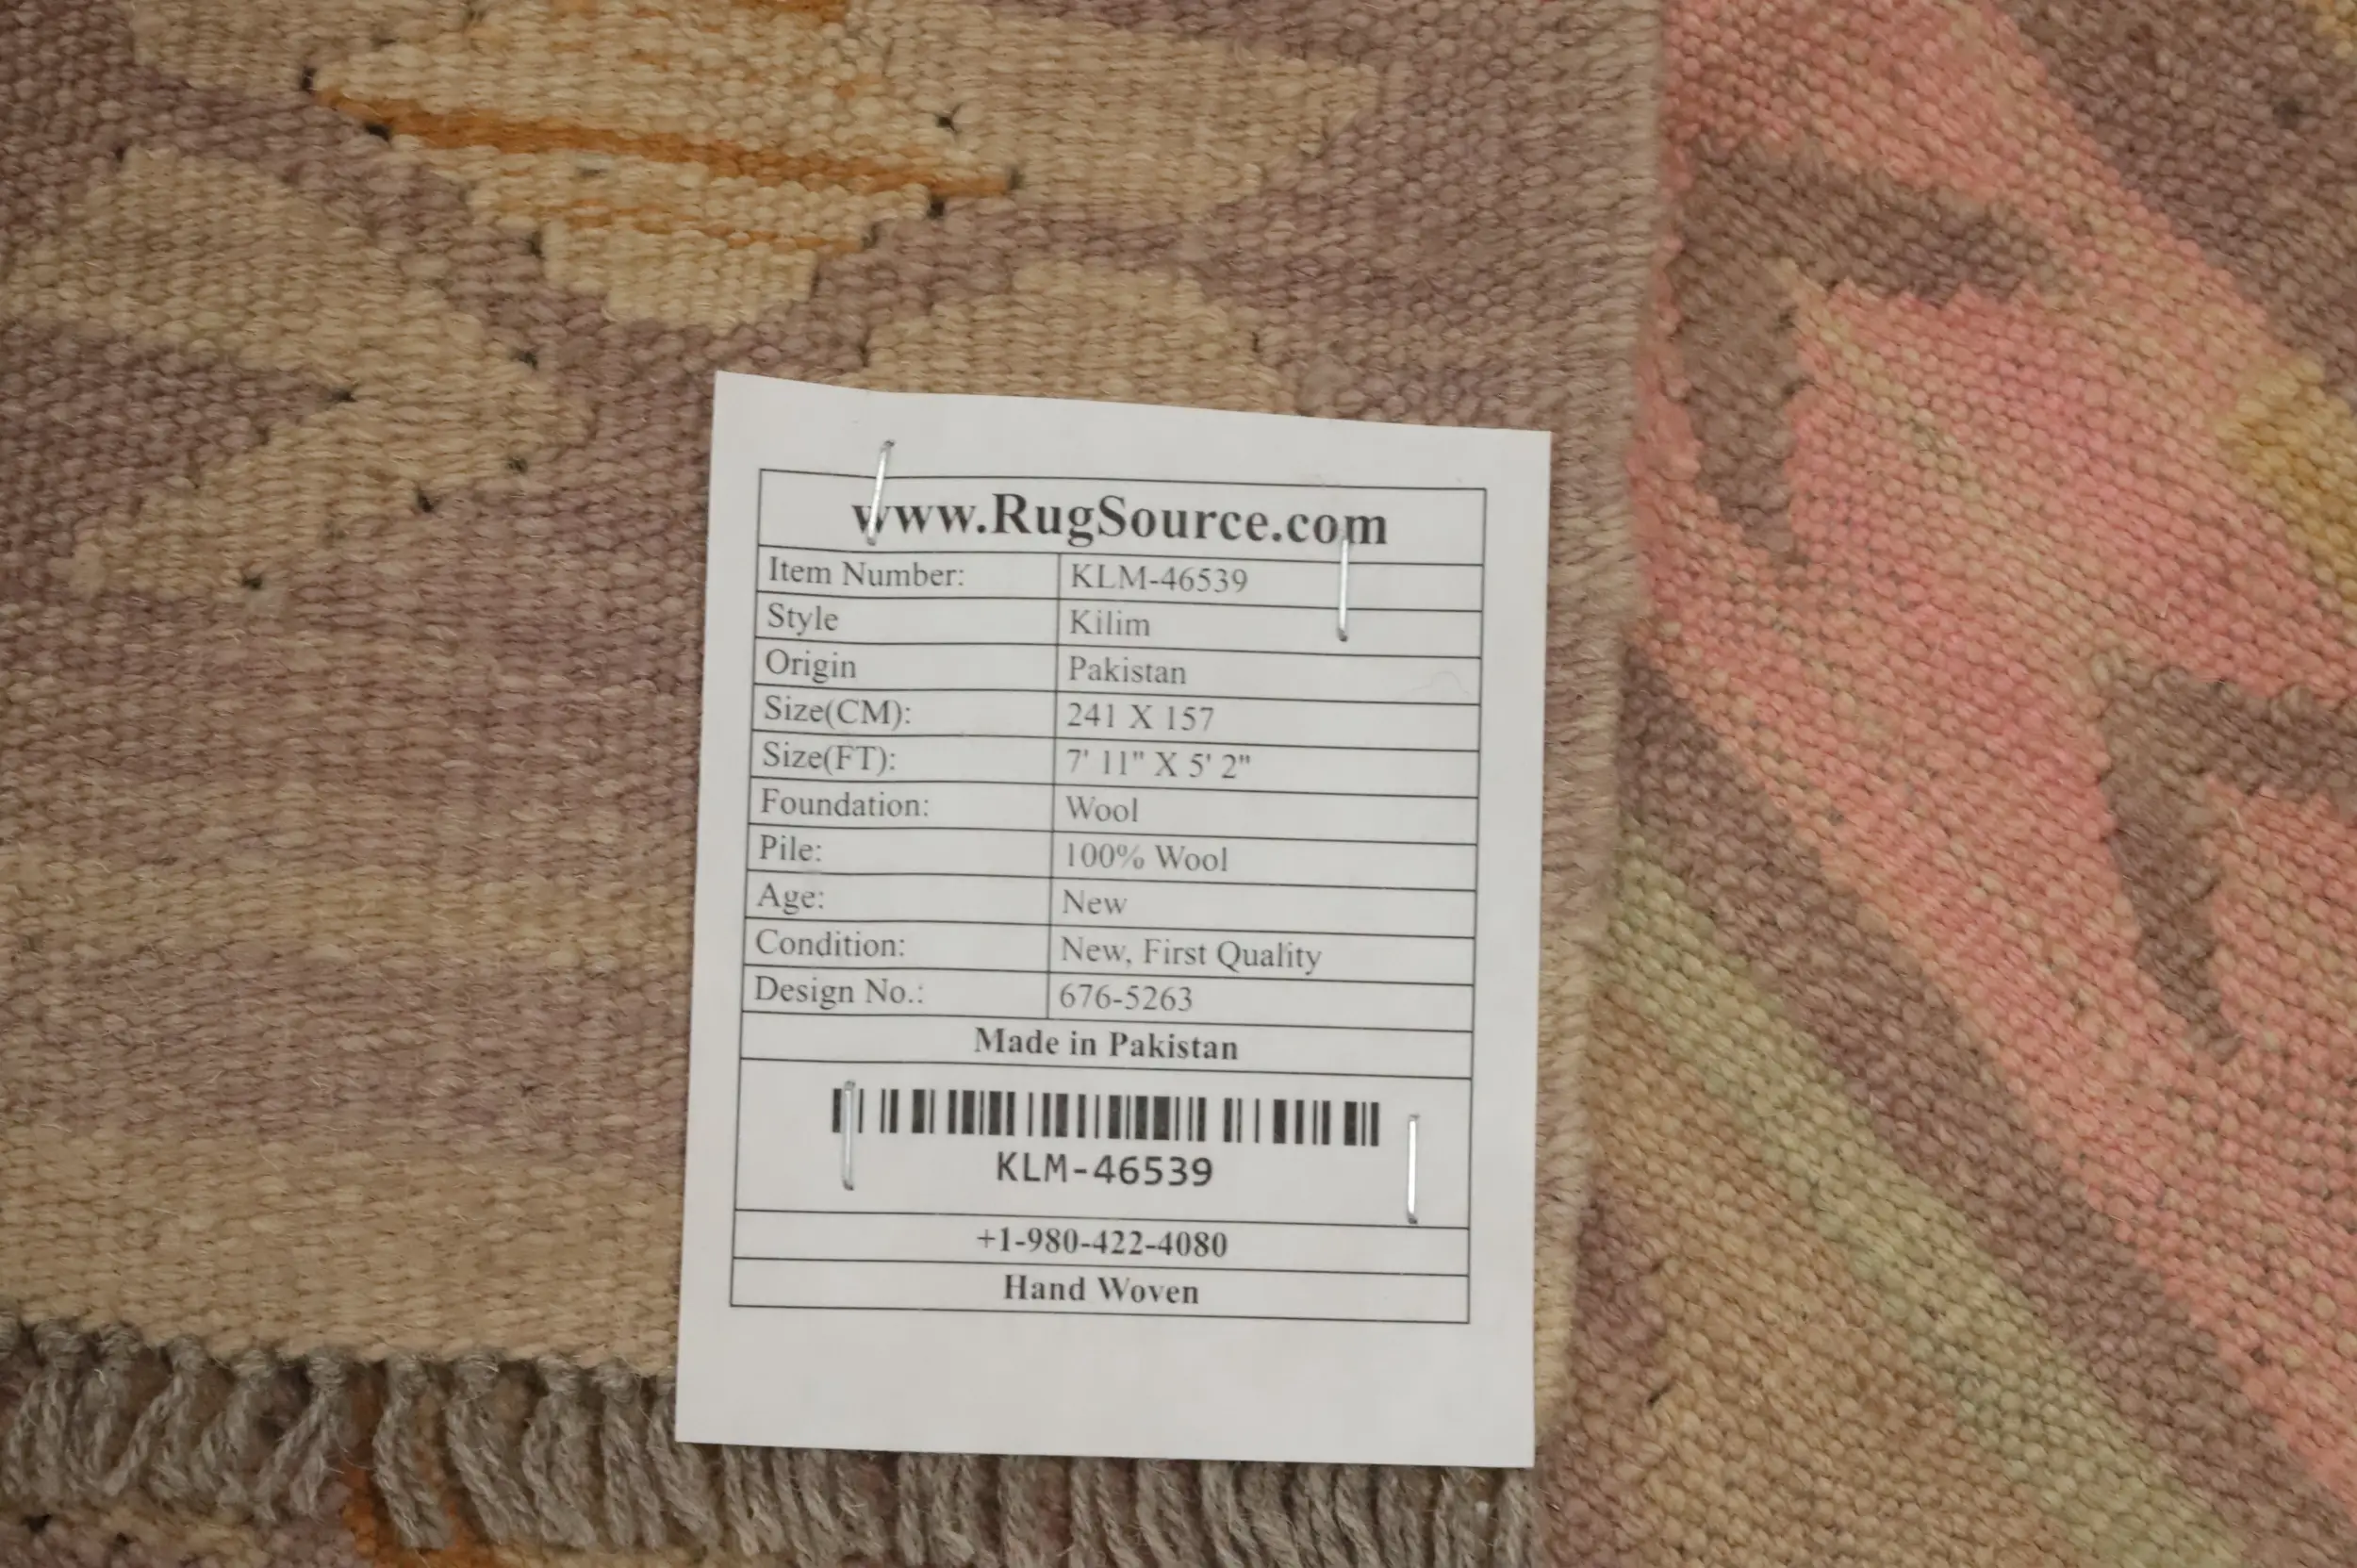 www.RugSource.com
Item Number: KLM-46539
Style Kilim
Origin Pakistan
Size(CM): 241 X 157
Size(FT): 7' 11" X 5' 2"
Foundation: Wool
Pile: 100% Wool
Age: New
Condition: New, First Quality
Design No.: 676-5263
Made in Pakistan
KLM-46539
+1-980-422-4080
Hand Woven